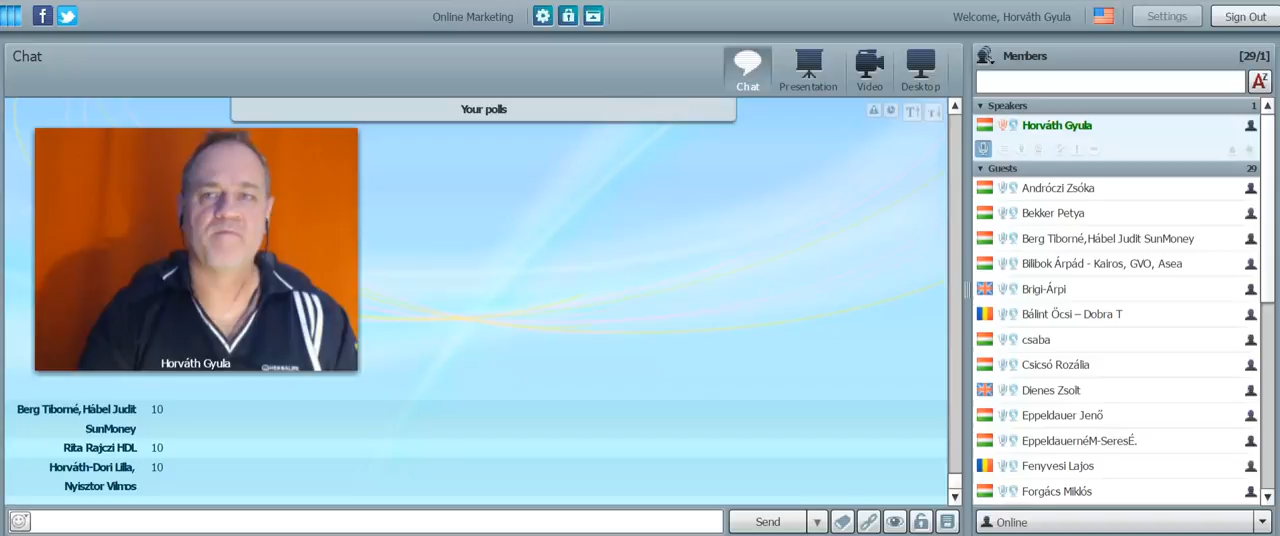 Online Marketing
Welcome, Horváth Gyula
Settings
Sign Out
Chat
Chat
Presentation
Video
Desktop
Members
[29/1]
Your polls
Speakers 1
Horváth Gyula
Guests 29
Andróczi Zsóka
Bekker Petya
Berg Tiborné,Hábel Judit SunMoney
Bilibok Árpád - Kairos, GVO, Asea
Brigi-Árpi
Bálint Öcsi – Dobra T
csaba
Csicsó Rozália
Dienes Zsolt
Eppeldauer Jenő
EppeldauernéM-SeresÉ.
Fenyvesi Lajos
Forgács Miklós
Horváth Gyula
HERBALIFE
Berg Tiborné, Hábel Judit 10
SunMoney
Rita Rajczi HDL 10
Horváth-Dori Lilla, 10
Nyisztor Vilmos
Send
Online